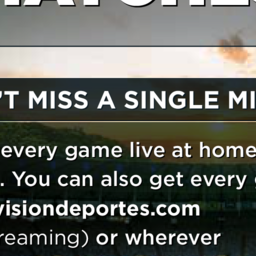 'T MISS A SINGLE MI
every game live at home
. You can also get every
visiondeportes.com
reaming) or wherever